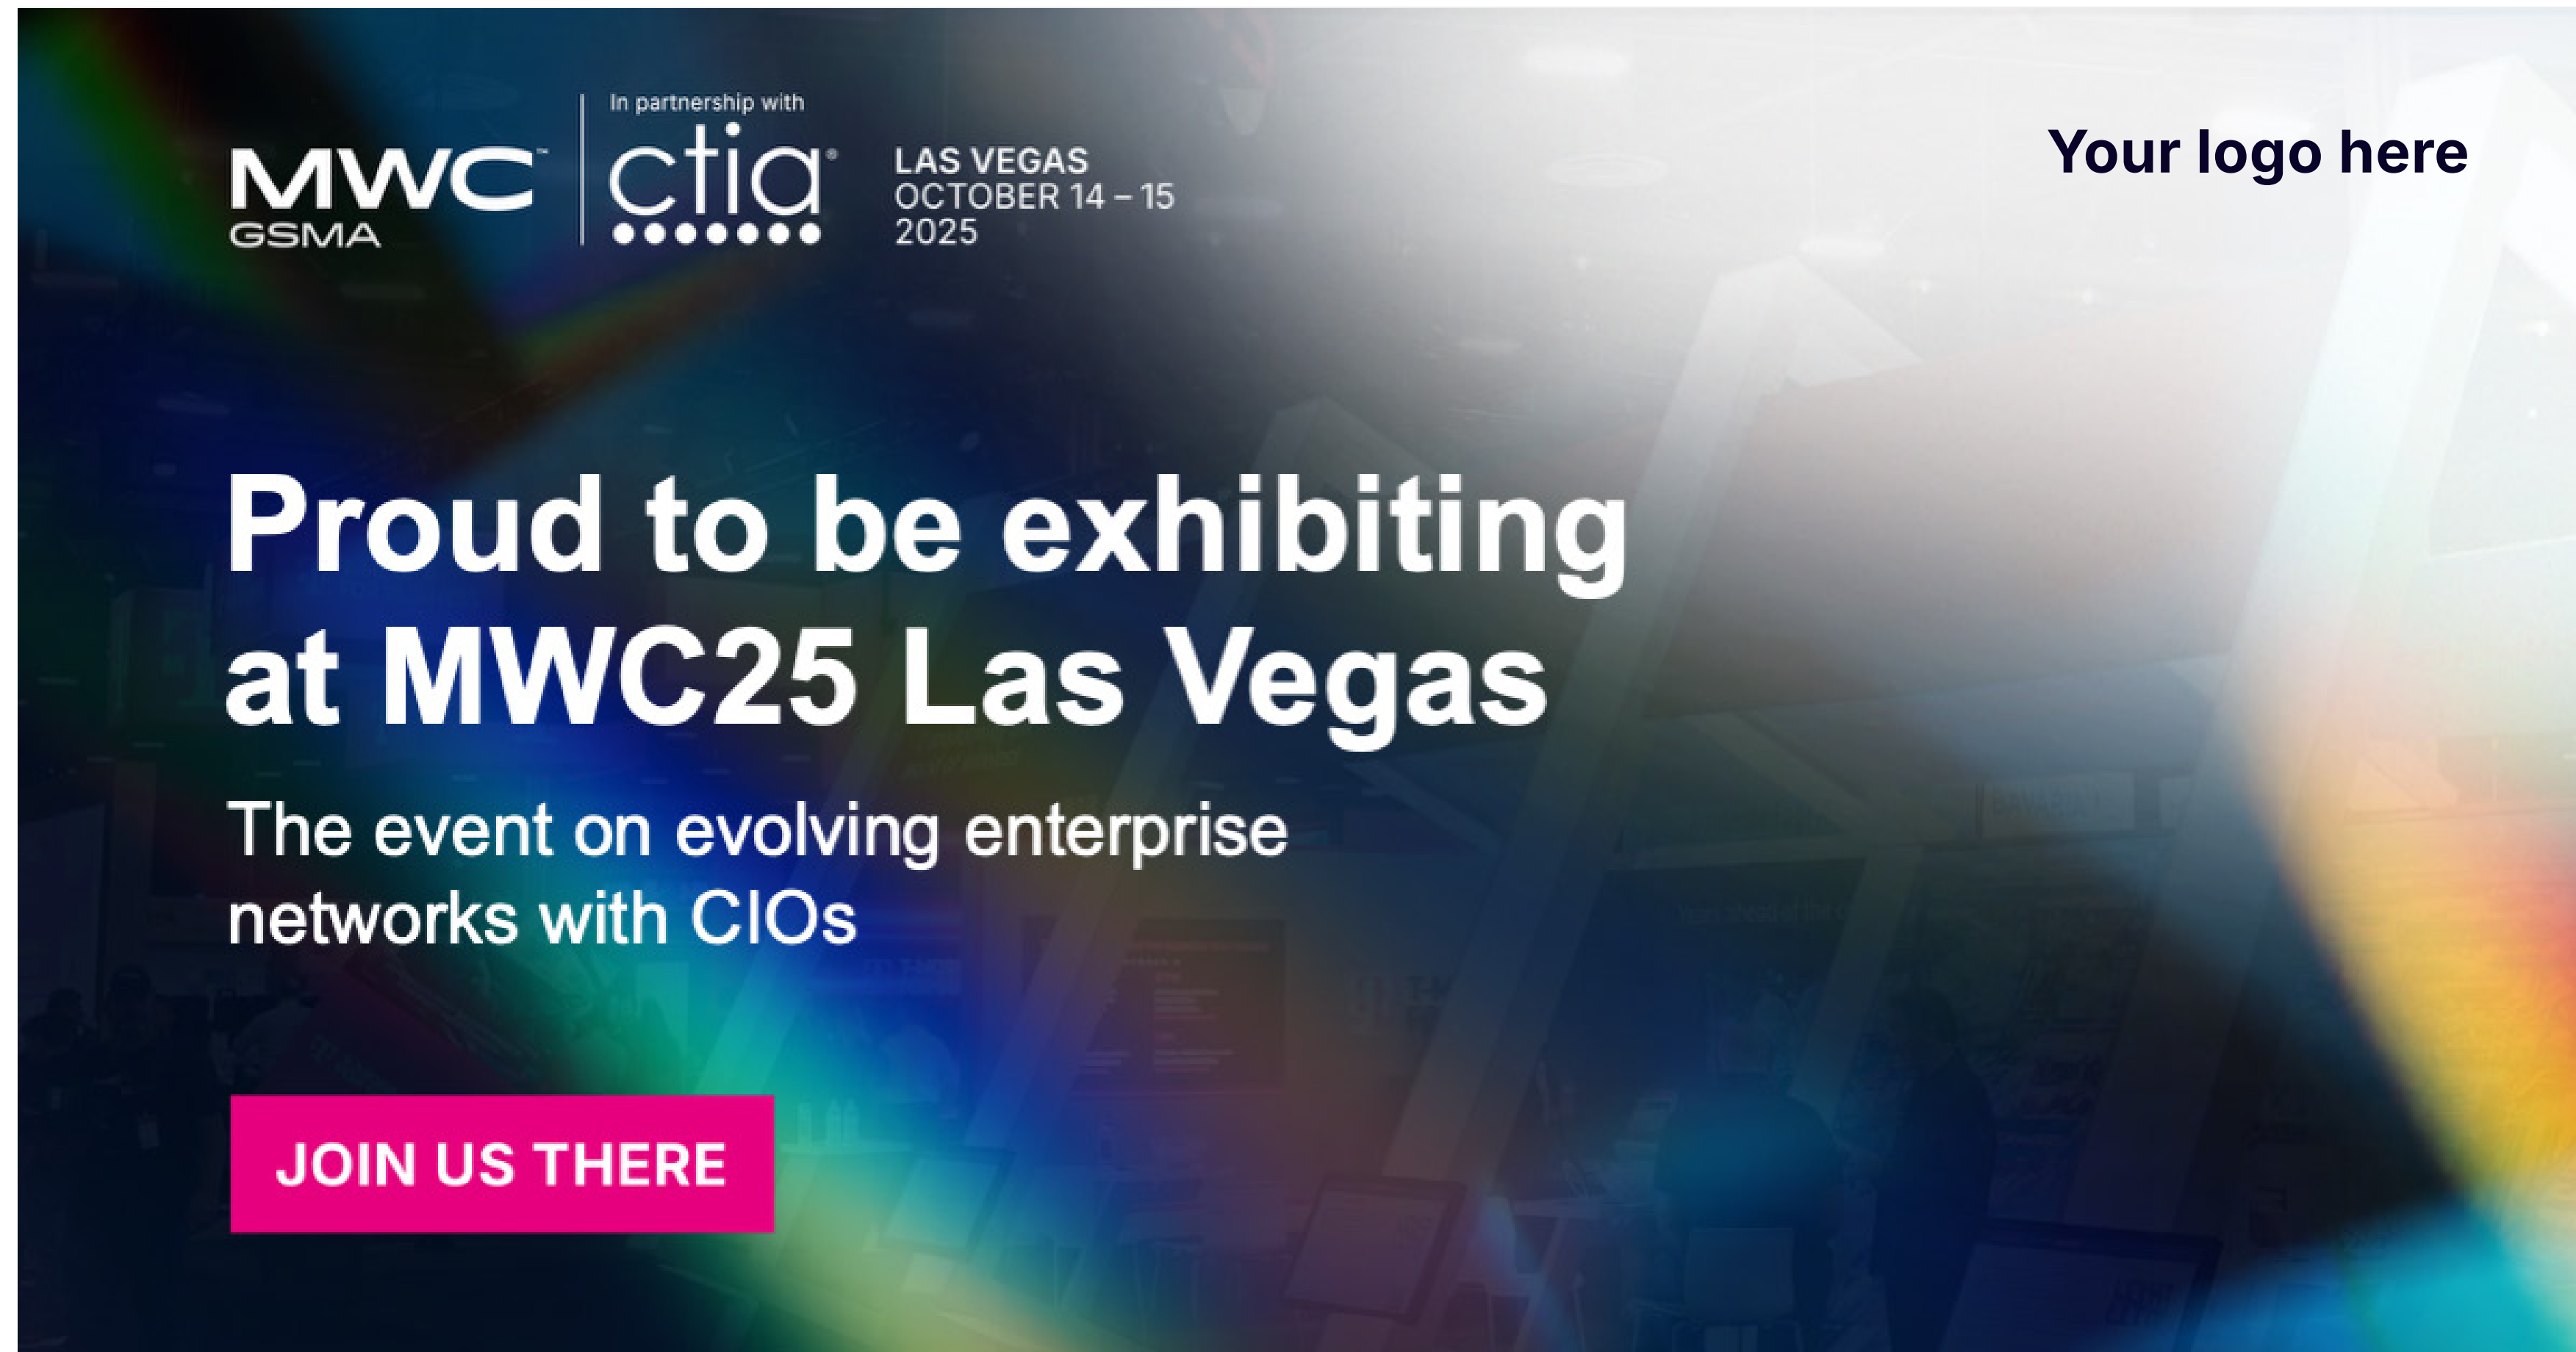 In partnership with
MWC™
GSMA
ctia®
LAS VEGAS
OCTOBER 14 – 15
2025
Your logo here
Proud to be exhibiting
at MWC25 Las Vegas
The event on evolving enterprise
networks with CIOs
JOIN US THERE